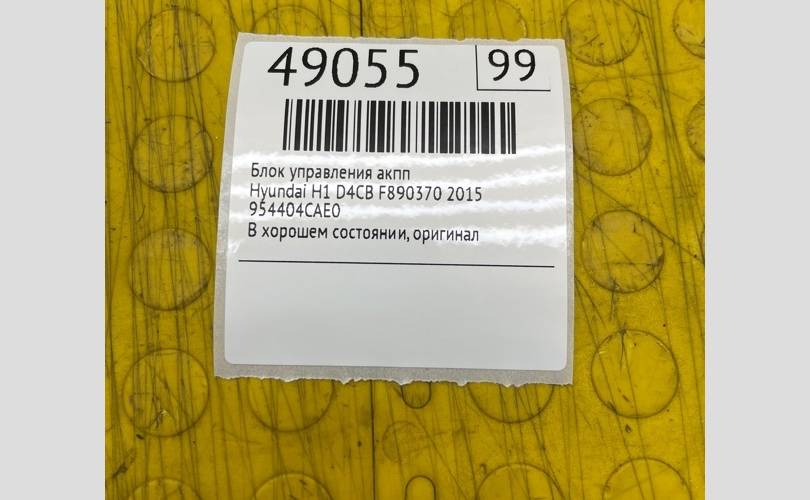 49055
99
Блок управления акпп
Hyundai H1 D4CB F890370 2015
954404CAE0
В хорошем состоянии, оригинал